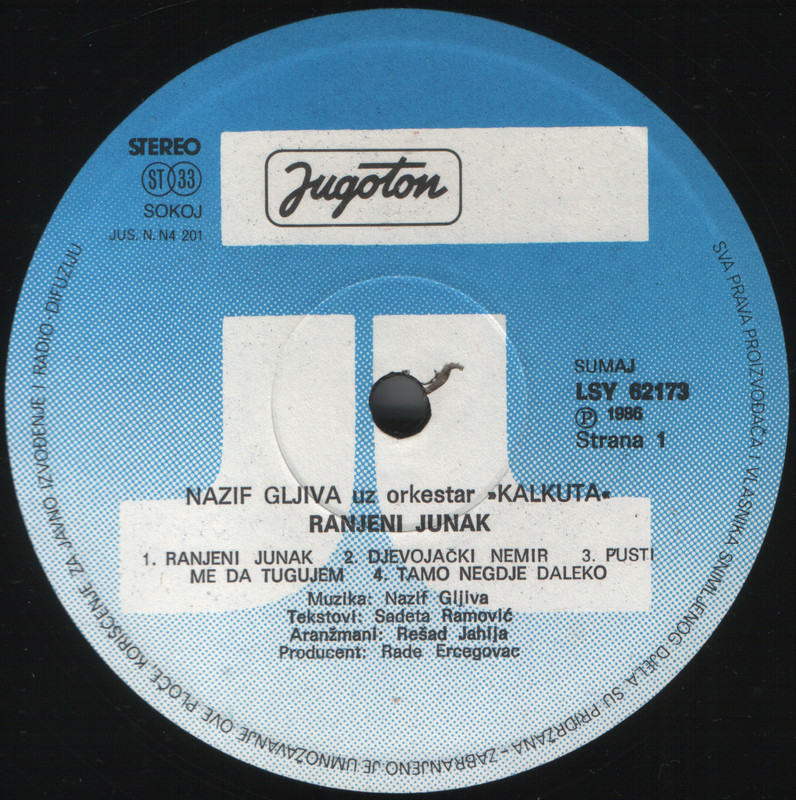 STEREO
ST 33
SOKOJ
JUS. N. N4 201
Jugoton
SUMAJ
LSY 62173
Ⓟ 1986
Strana 1
NAZIF GLJIVA uz orkestar »KALKUTA«
RANJENI JUNAK
1. RANJENI JUNAK 2. DJEVOJAČKI NEMIR 3. PUSTI
ME DA TUGUJEM 4. TAMO NEGDJE DALEKO
Muzika: Nazif Gljiva
Tekstovi: Sadeta Ramović
Aranžmani: Rešad Jahija
Producent: Rade Ercegovac
SVA PRAVA PROIZVOĐAČA I VLASNIKA SNIMLJENOG DJELA SU PRIDRŽANA - ZABRANJENO JE UMNOŽAVANJE OVE PLOČE, KORIŠĆENJE ZA JAVNO IZVOĐENJE I RADIO-DIFUZIJU